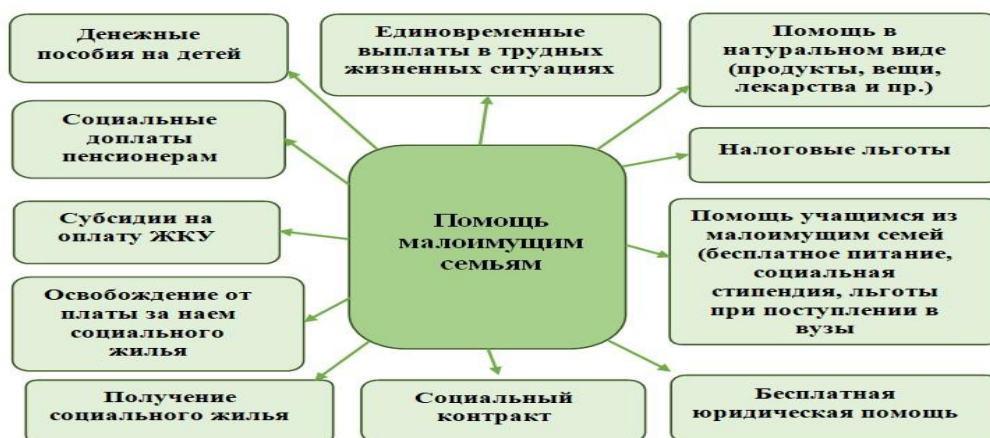 Денежные
пособия на детей
Единовременные
выплаты в трудных
жизненных ситуациях
Помощь в
натуральном виде
(продукты, вещи,
лекарства и пр.)
Социальные
доплаты
пенсионерам
Налоговые льготы
Помощь
малоимущим
семьям
Субсидии на
оплату ЖКУ
Помощь учащимся из
малоимущим семей
(бесплатное питание,
социальная
стипендия, льготы
при поступлении в
вузы
Освобождение от
платы за наем
социального
жилья
Получение
социального жилья
Социальный
контракт
Бесплатная
юридическая помощь